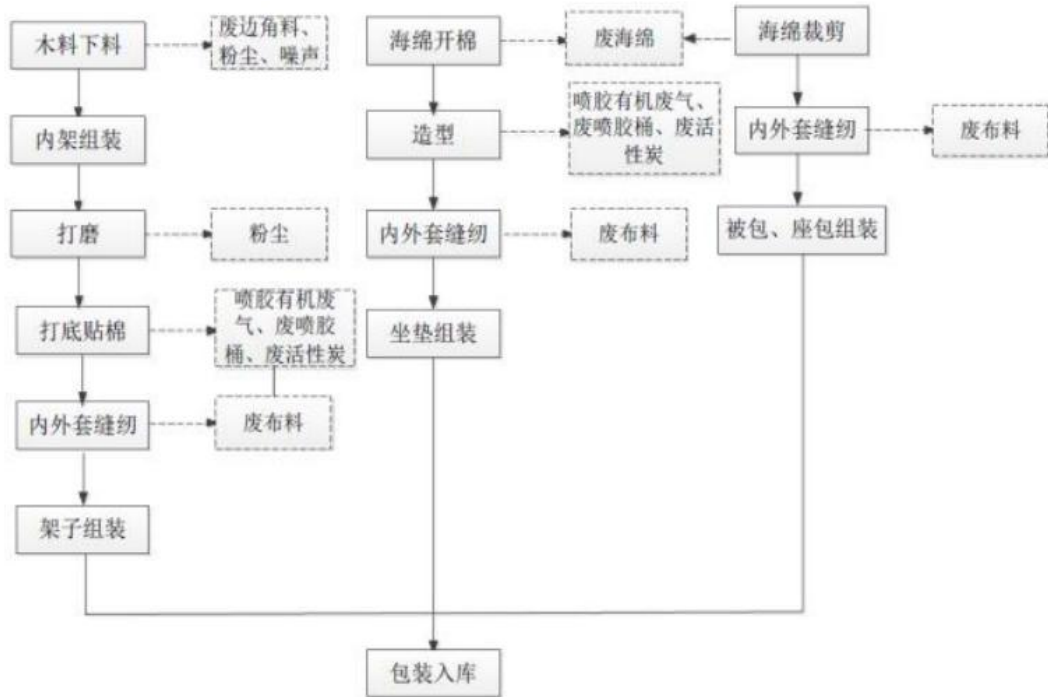 木料下料
废边角料、
粉尘、噪声
内架组装
打磨
粉尘
打底贴棉
喷胶有机废
气、废喷胶
桶、废活性炭
内外套缝纫
废布料
架子组装
海绵开棉
废海绵
造型
喷胶有机废气、
废喷胶桶、废活
性炭
内外套缝纫
废布料
坐垫组装
海绵裁剪
内外套缝纫
废布料
被包、座包组装
包装入库